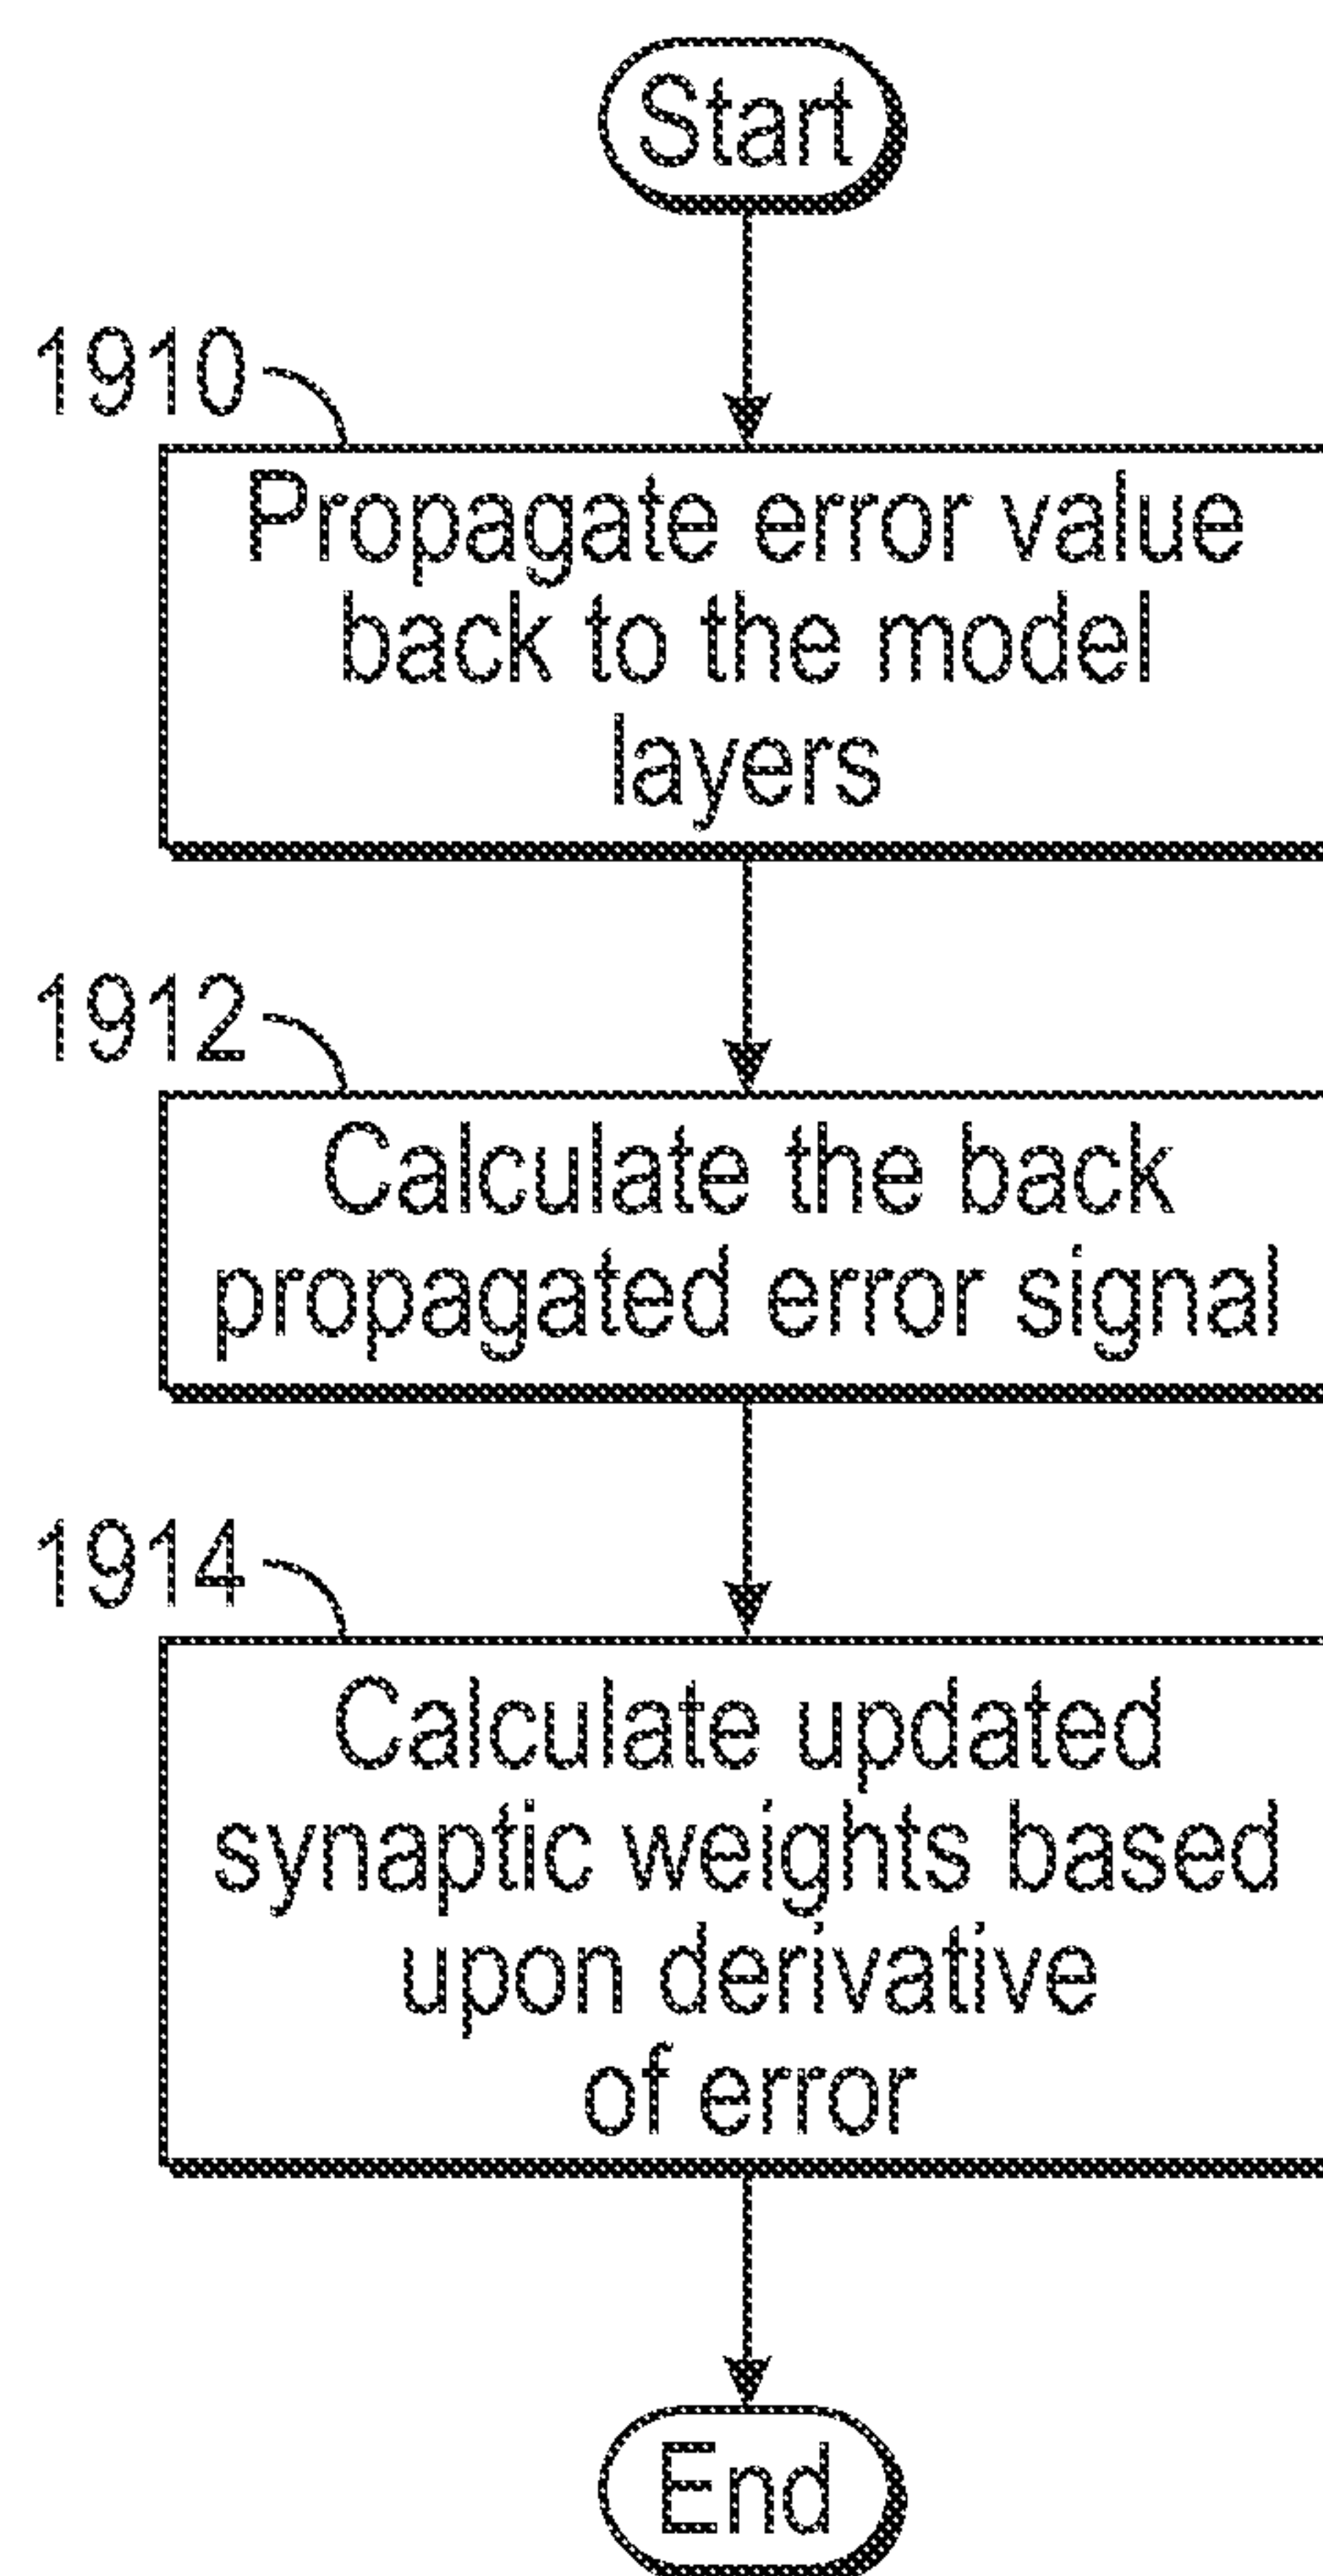 Start
1910
Propagate error value
back to the model
layers
1912
Calculate the back
propagated error signal
1914
Calculate updated
synaptic weights based
upon derivative
of error
End